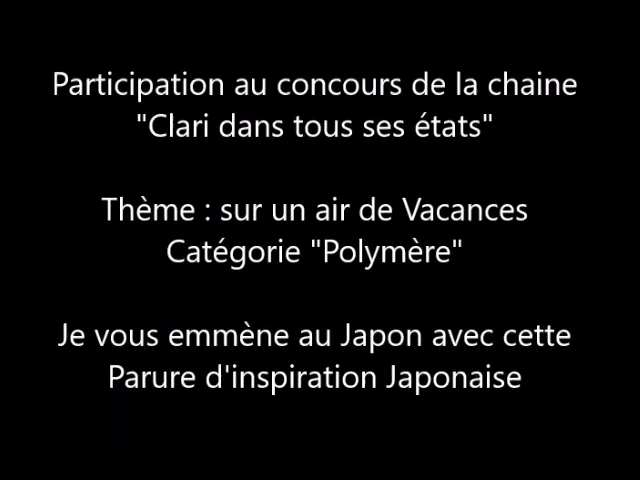 Participation au concours de la chaine
"Clari dans tous ses états"
Thème : sur un air de Vacances
Catégorie "Polymère"
Je vous emmène au Japon avec cette
Parure d'inspiration Japonaise